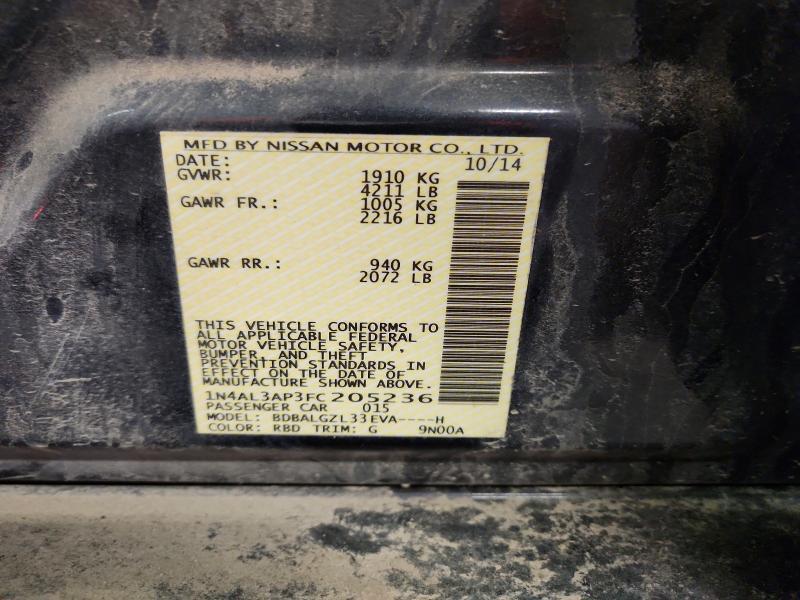 MFD BY NISSAN MOTOR CO., LTD.
DATE: 10/14
GVWR: 1910 KG
4211 LB
GAWR FR.: 1005 KG
2216 LB
GAWR RR.: 940 KG
2072 LB
THIS VEHICLE CONFORMS TO
ALL APPLICABLE FEDERAL
MOTOR VEHICLE SAFETY,
BUMPER, AND THEFT
PREVENTION STANDARDS IN
EFFECT ON THE DATE OF
MANUFACTURE SHOWN ABOVE.
1N4AL3AP3FC205236
PASSENGER CAR 015
MODEL: BDBALGZL33EVA----H
COLOR: RBD TRIM: G 9N00A